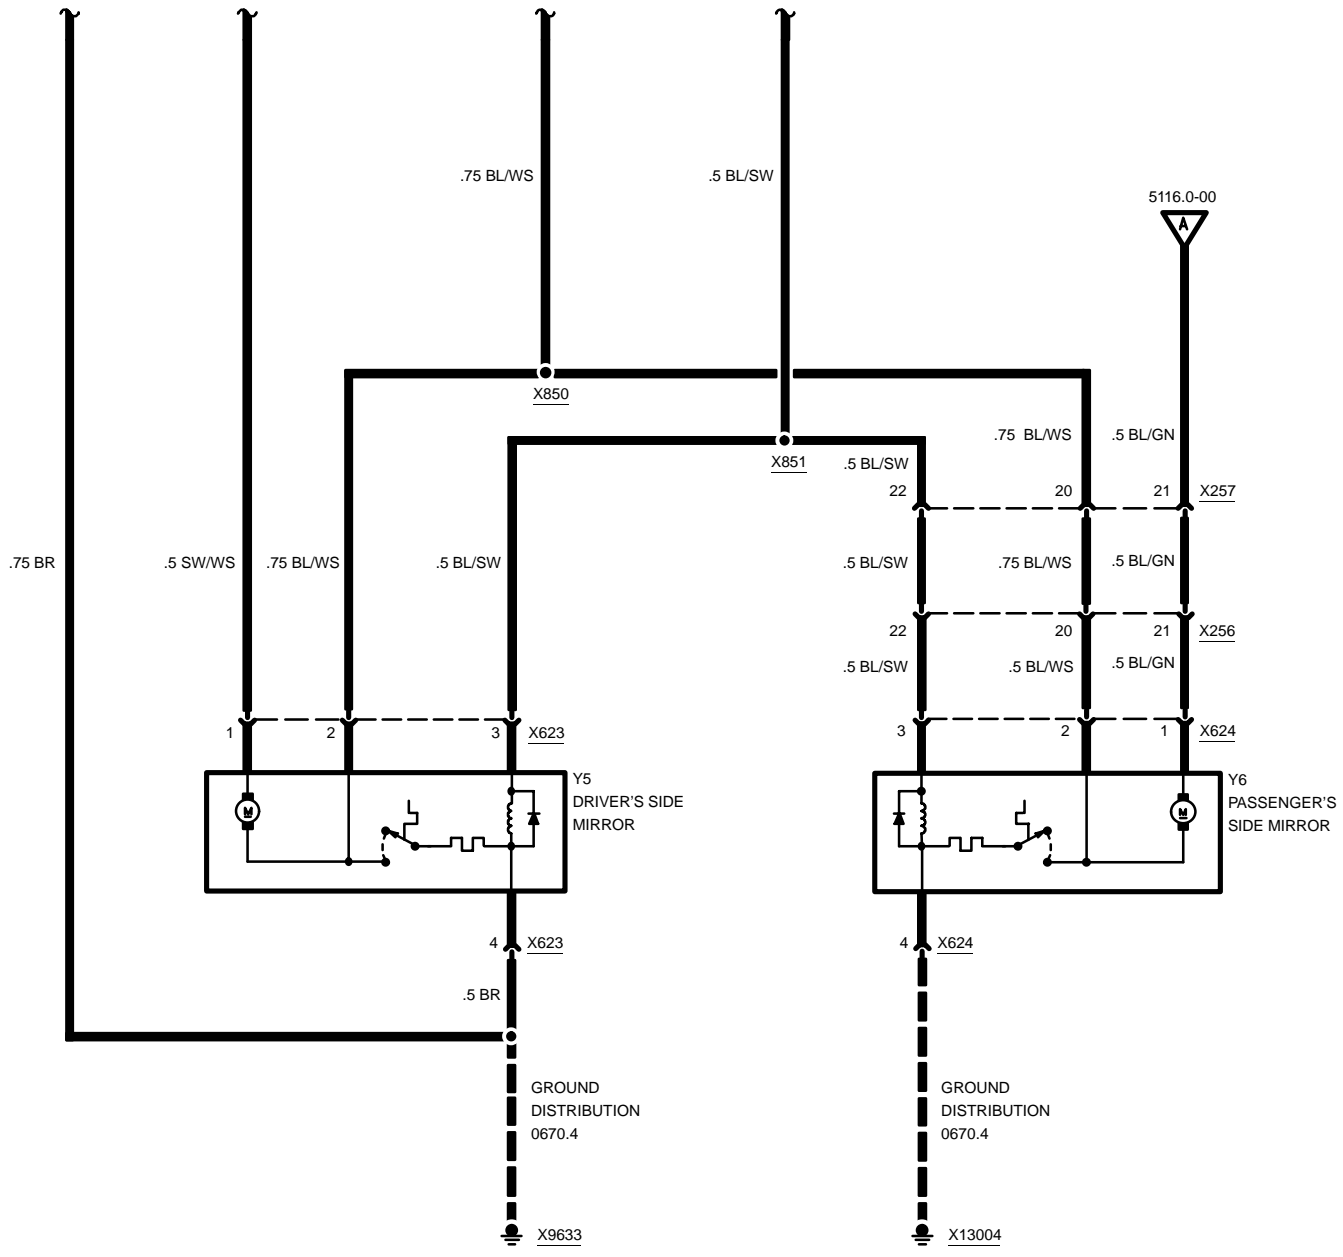 .75 BL/WS
.5 BL/SW
5116.0-00
A
X850
.75 BL/WS
.5 BL/GN
X851
.5 BL/SW
22
20
21
X257
.75 BR
.5 SW/WS
.75 BL/WS
.5 BL/SW
.5 BL/SW
.75 BL/WS
.5 BL/GN
22
20
21
X256
.5 BL/SW
.5 BL/WS
.5 BL/GN
1
2
3
X623
3
2
1
X624
Y5
DRIVER'S SIDE
MIRROR
M
Y6
PASSENGER'S
SIDE MIRROR
M
4
X623
4
X624
.5 BR
GROUND
DISTRIBUTION
0670.4
GROUND
DISTRIBUTION
0670.4
X9633
X13004